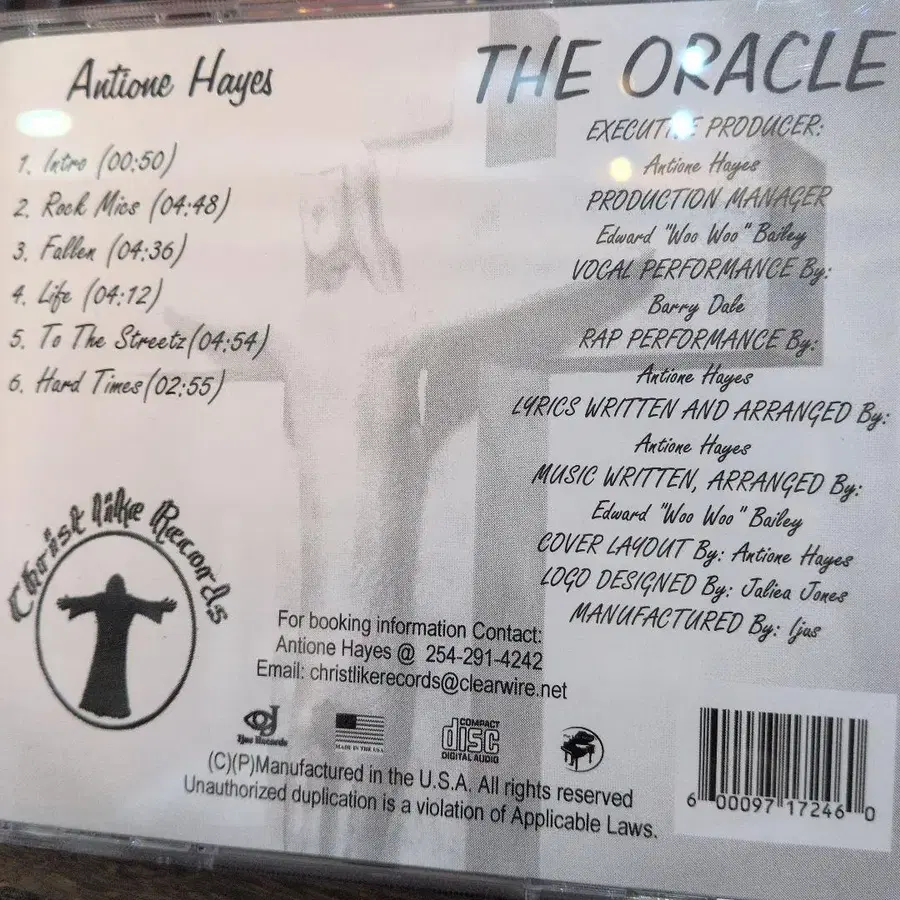 Antione Hayes
1. Intro (00:50)
2. Rock Mics (04:48)
3. Fallen (04:36)
4. Life (04:12)
5. To The Streetz (04:54)
6. Hard Times (02:55)
THE ORACLE
EXECUTIVE PRODUCER:
Antione Hayes
PRODUCTION MANAGER
Edward "Woo Woo" Bailey
VOCAL PERFORMANCE By:
Barry Dale
RAP PERFORMANCE By:
Antione Hayes
LYRICS WRITTEN AND ARRANGED By:
Antione Hayes
MUSIC WRITTEN, ARRANGED By:
Edward "Woo Woo" Bailey
COVER LAYOUT By: Antione Hayes
LOGO DESIGNED By: Jaliea Jones
MANUFACTURED By: Ijus
Christ like Records
For booking information Contact:
Antione Hayes @ 254-291-4242
Email: christlikerecords@clearwire.net
Ijus Records
MADE IN THE USA
COMPACT
disc
DIGITAL AUDIO
(C)(P)Manufactured in the U.S.A. All rights reserved
Unauthorized duplication is a violation of Applicable Laws.
6 00097 17246 0